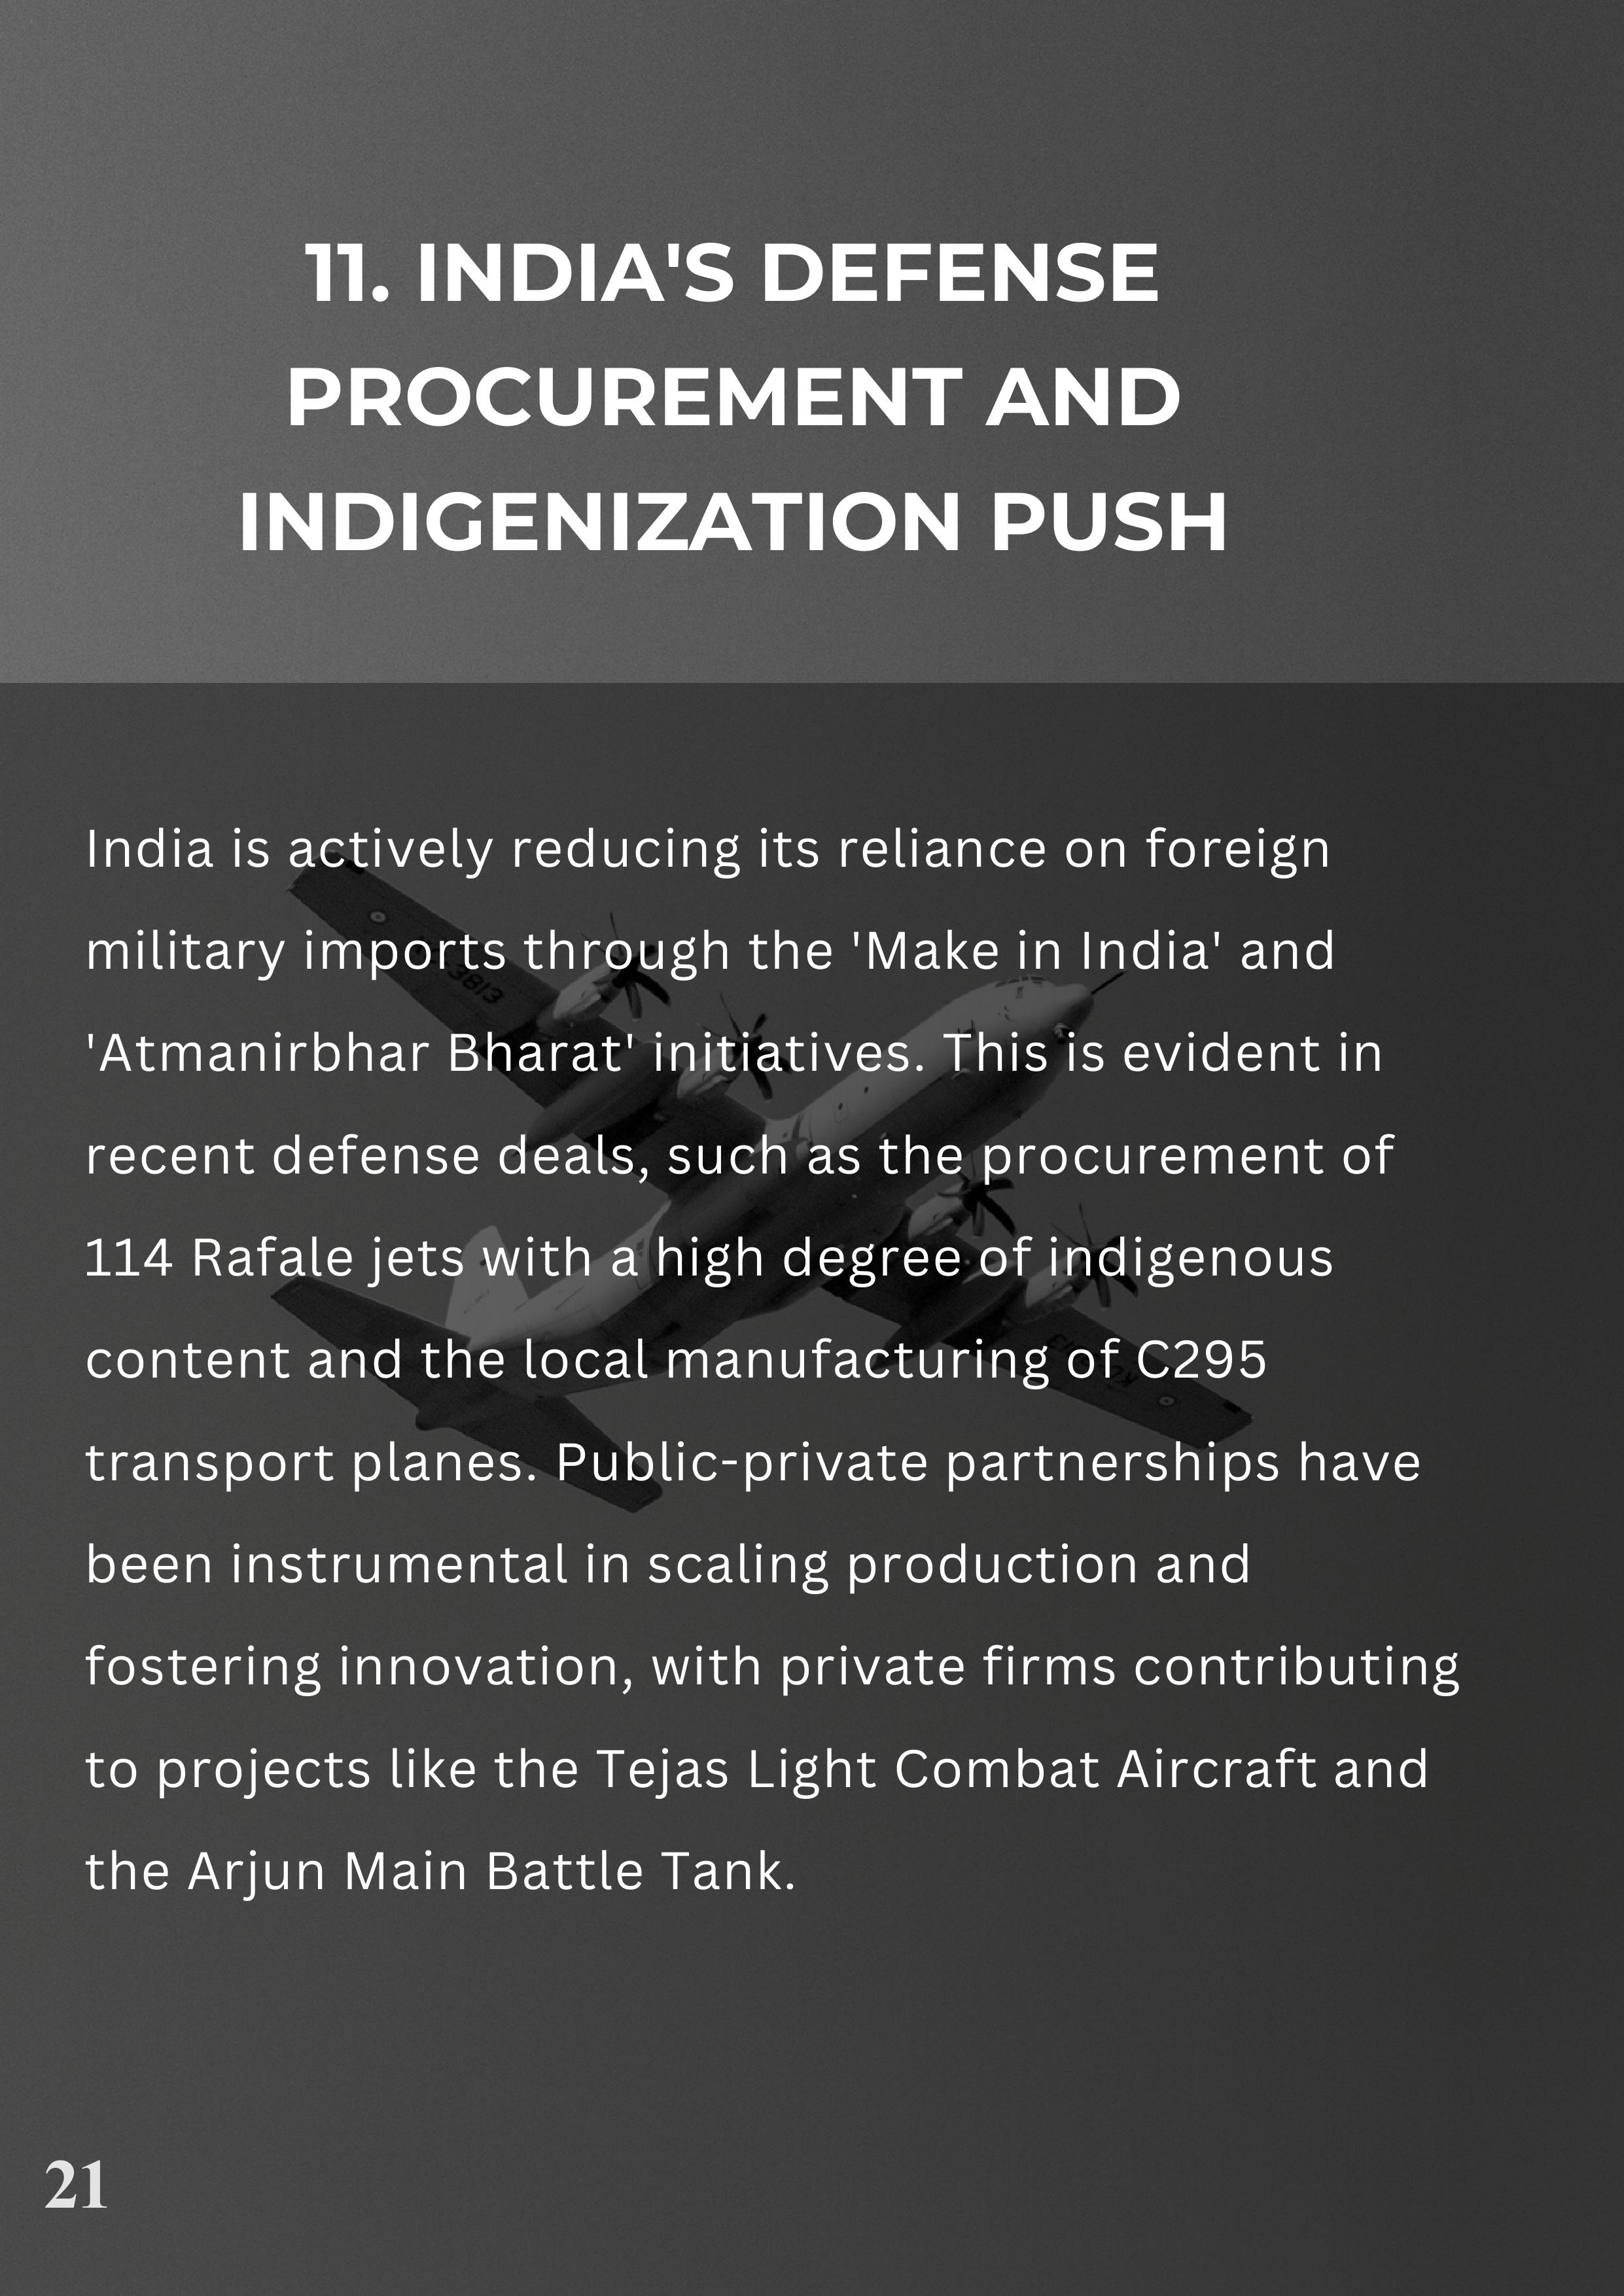 11. INDIA'S DEFENSE
PROCUREMENT AND
INDIGENIZATION PUSH
India is actively reducing its reliance on foreign
military imports through the 'Make in India' and
3813
'Atmanirbhar Bharat' initiatives. This is evident in
recent defense deals, such as the procurement of
114 Rafale jets with a high degree of indigenous
content and the local manufacturing of C295
transport planes. Public-private partnerships have
been instrumental in scaling production and
fostering innovation, with private firms contributing
to projects like the Tejas Light Combat Aircraft and
the Arjun Main Battle Tank.
21